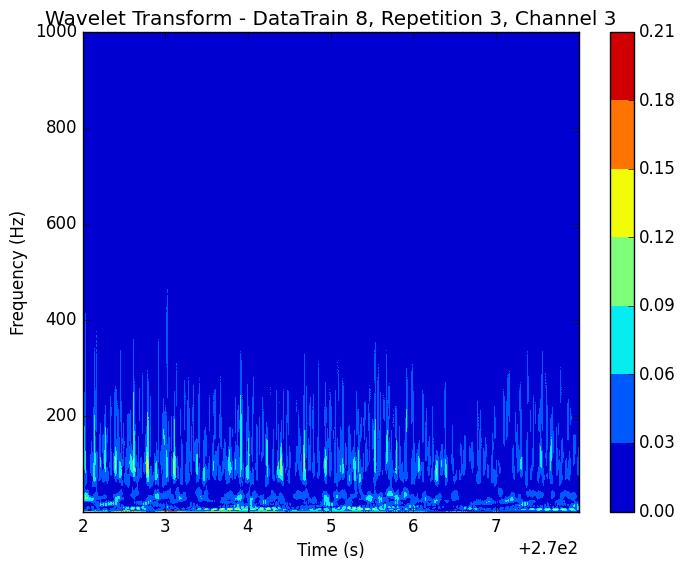 Wavelet Transform - DataTrain 8, Repetition 3, Channel 3
1000
800
600
400
200
Frequency (Hz)
2 3 4 5 6 7
Time (s)
+2.7e2
0.21
0.18
0.15
0.12
0.09
0.06
0.03
0.00